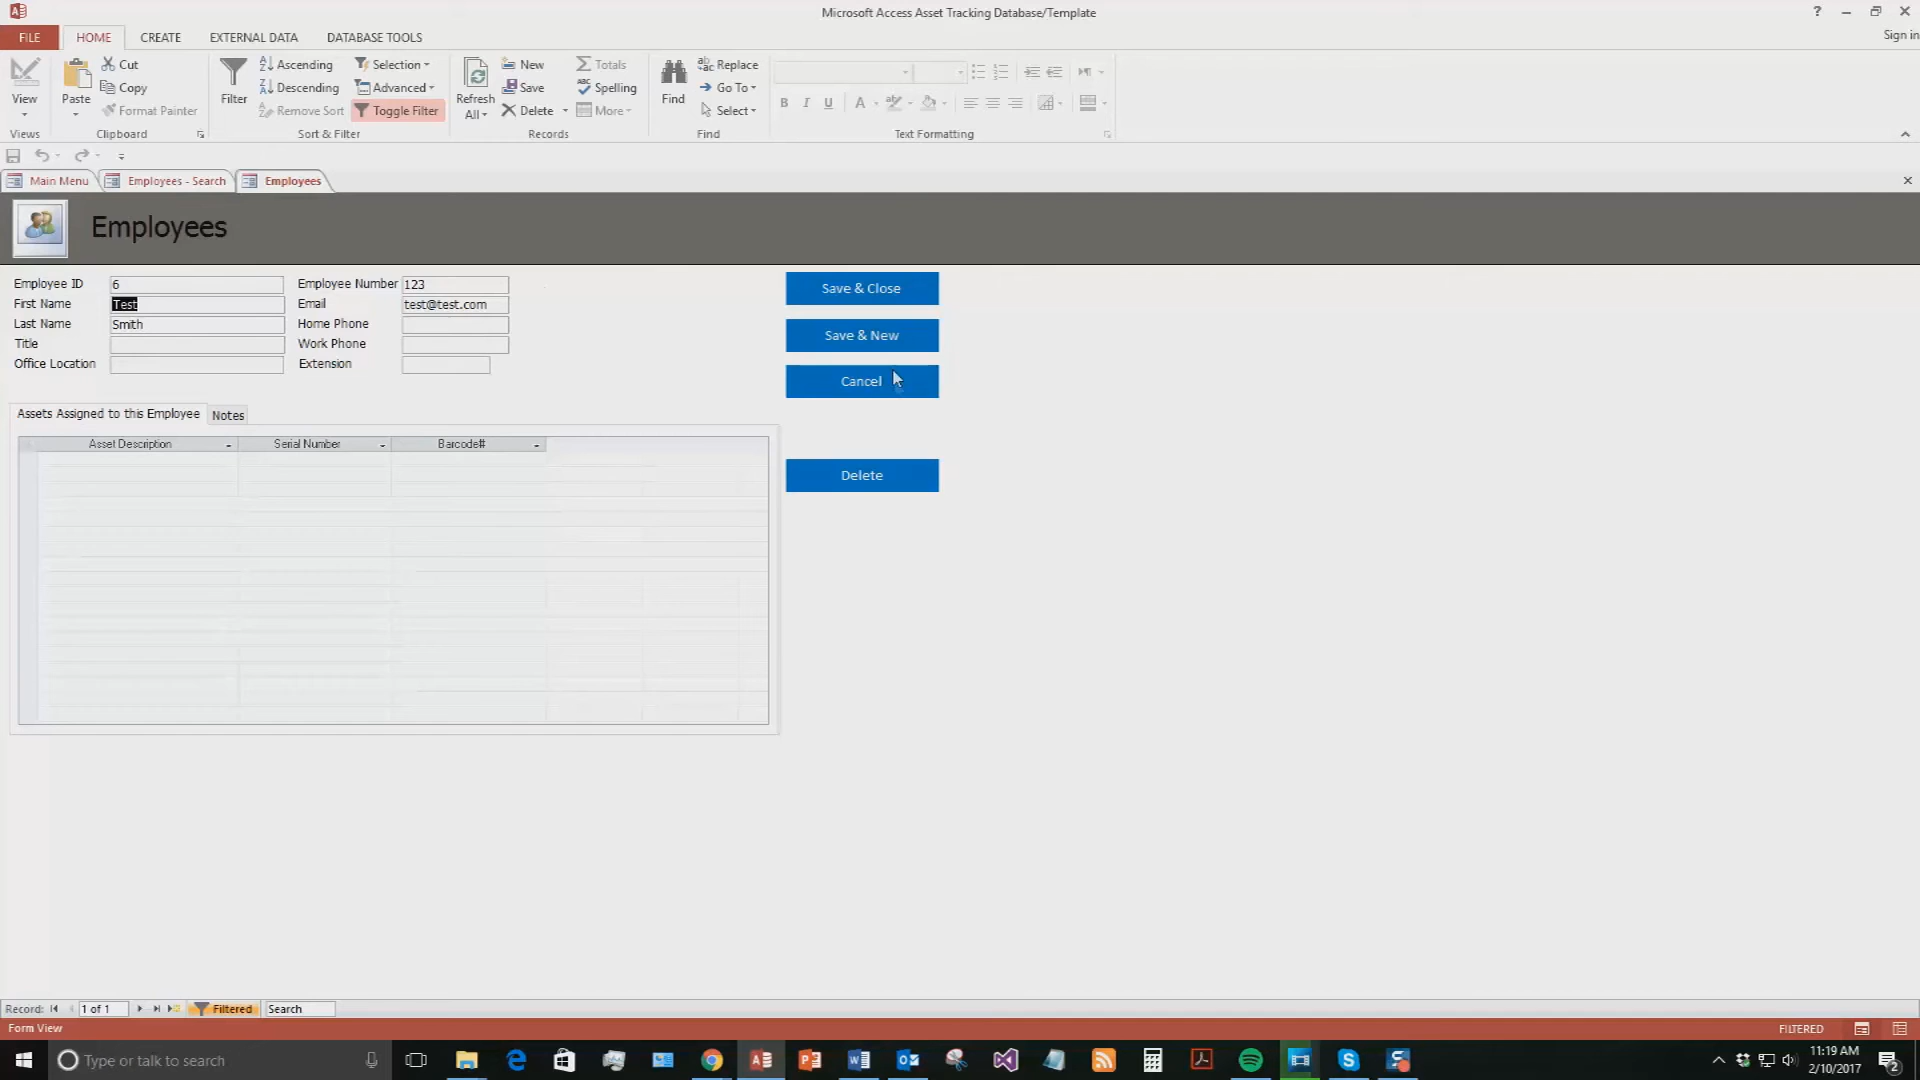 Microsoft Access Asset Tracking Database/Template
?
FILE HOME CREATE EXTERNAL DATA DATABASE TOOLS
Sign in
View
Views
Paste
Cut
Copy
Format Painter
Clipboard
Filter
Ascending
Descending
Remove Sort
Selection
Advanced
Toggle Filter
Sort & Filter
Refresh
All
New
Save
Delete
Totals
Spelling
More
Records
Find
Replace
Go To
Select
Find
B I U A
Text Formatting
Main Menu Employees - Search Employees
Employees
Employee ID 6 Employee Number 123
First Name Test Email test@test.com
Last Name Smith Home Phone
Title Work Phone
Office Location Extension
Save & Close
Save & New
Cancel
Delete
Assets Assigned to this Employee Notes
Asset Description Serial Number Barcode#
Record: 1 of 1 Filtered Search
Form View FILTERED
Type or talk to search
11:19 AM
2/10/2017
2